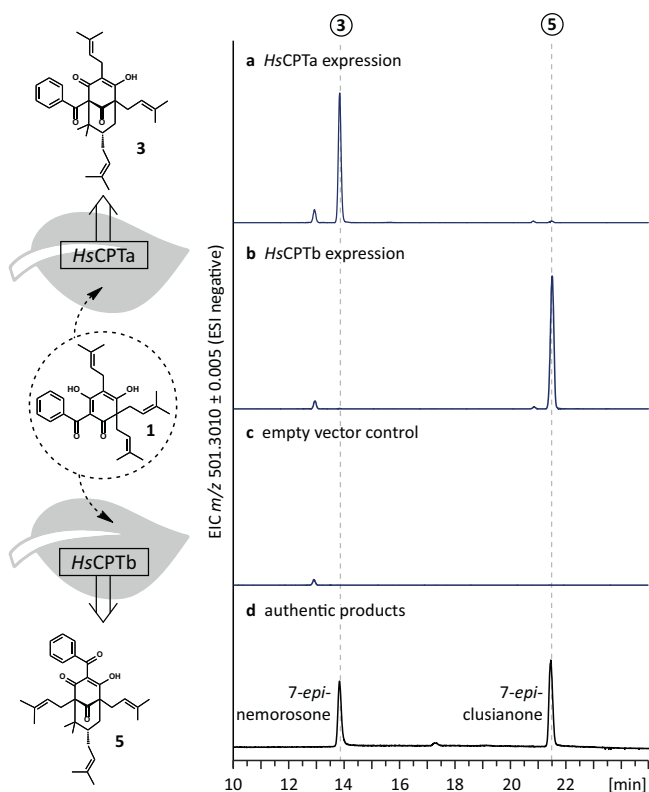 3
5
a HsCPTa expression
OH
O
O
O
3
b HsCPTb expression
HsCPTa
EIC m/z 501.3010 ± 0.005 (ESI negative)
HO
OH
O
O
1
c empty vector control
HsCPTb
d authentic products
O
O
OH
O
5
7-epi-
nemorosone
7-epi-
clusianone
10 12 14 16 18 20 22 [min]